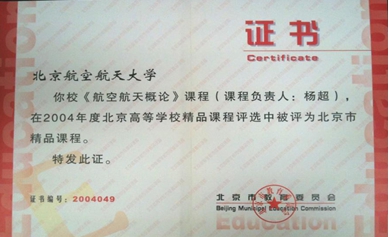 证书
Certificate
北京航空航天大学
你校《航空航天概论》课程（课程负责人：杨超），
在2004年度北京高等学校精品课程评选中被评为北京市
精品课程。
特发此证。
证书编号：2004049
北京市教育委员会
Beijing Municipal Education Commission
Education
Education